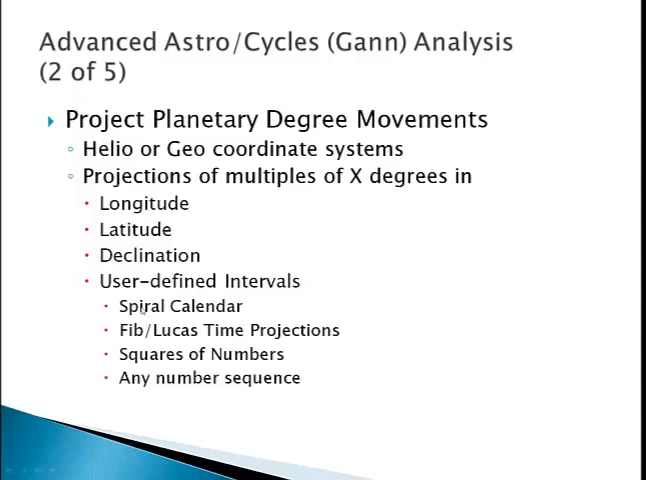 Advanced Astro/Cycles (Gann) Analysis
(2 of 5)
Project Planetary Degree Movements
Helio or Geo coordinate systems
Projections of multiples of X degrees in
Longitude
Latitude
Declination
User-defined Intervals
Spiral Calendar
Fib/Lucas Time Projections
Squares of Numbers
Any number sequence